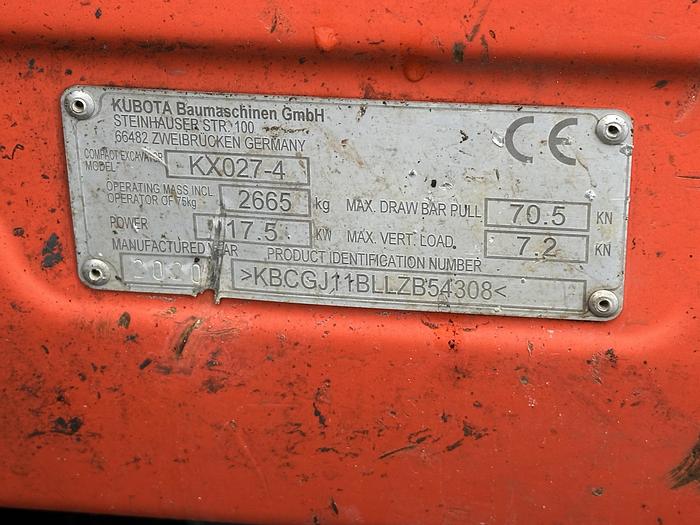 KUBOTA Baumaschinen GmbH
STEINHAUSER STR. 100
66482 ZWEIBRÜCKEN GERMANY
CE
COMPACT EXCAVATOR
MODEL
KX027-4
OPERATING MASS INCL
OPERATOR OF 75kg
2665 kg
MAX. DRAW BAR PULL 70.5 KN
POWER 17.5 KW
MAX. VERT. LOAD. 7.2 KN
MANUFACTURED YEAR
2020
PRODUCT IDENTIFICATION NUMBER
>KBCGJ11BLLZB54308<